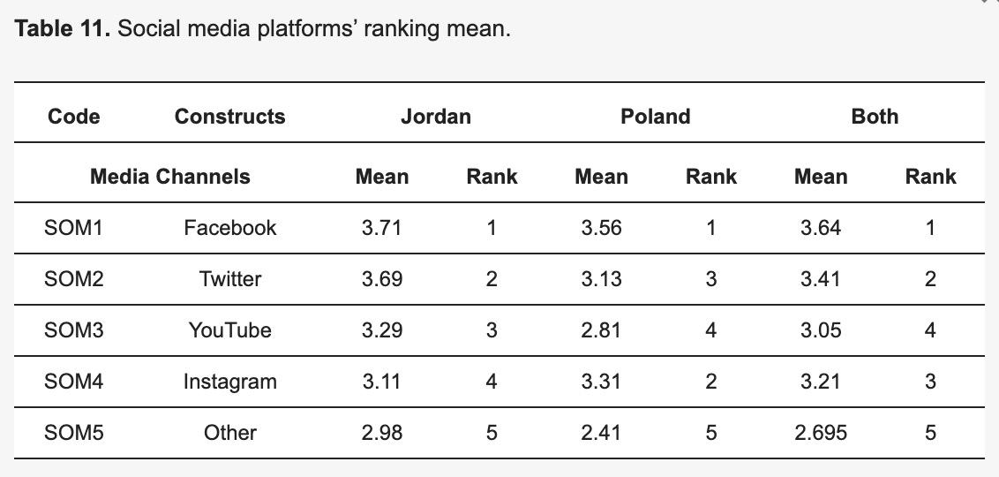 Table 11. Social media platforms’ ranking mean.
Code Constructs Jordan Poland Both
Media Channels Mean Rank Mean Rank Mean Rank
SOM1 Facebook 3.71 1 3.56 1 3.64 1
SOM2 Twitter 3.69 2 3.13 3 3.41 2
SOM3 YouTube 3.29 3 2.81 4 3.05 4
SOM4 Instagram 3.11 4 3.31 2 3.21 3
SOM5 Other 2.98 5 2.41 5 2.695 5